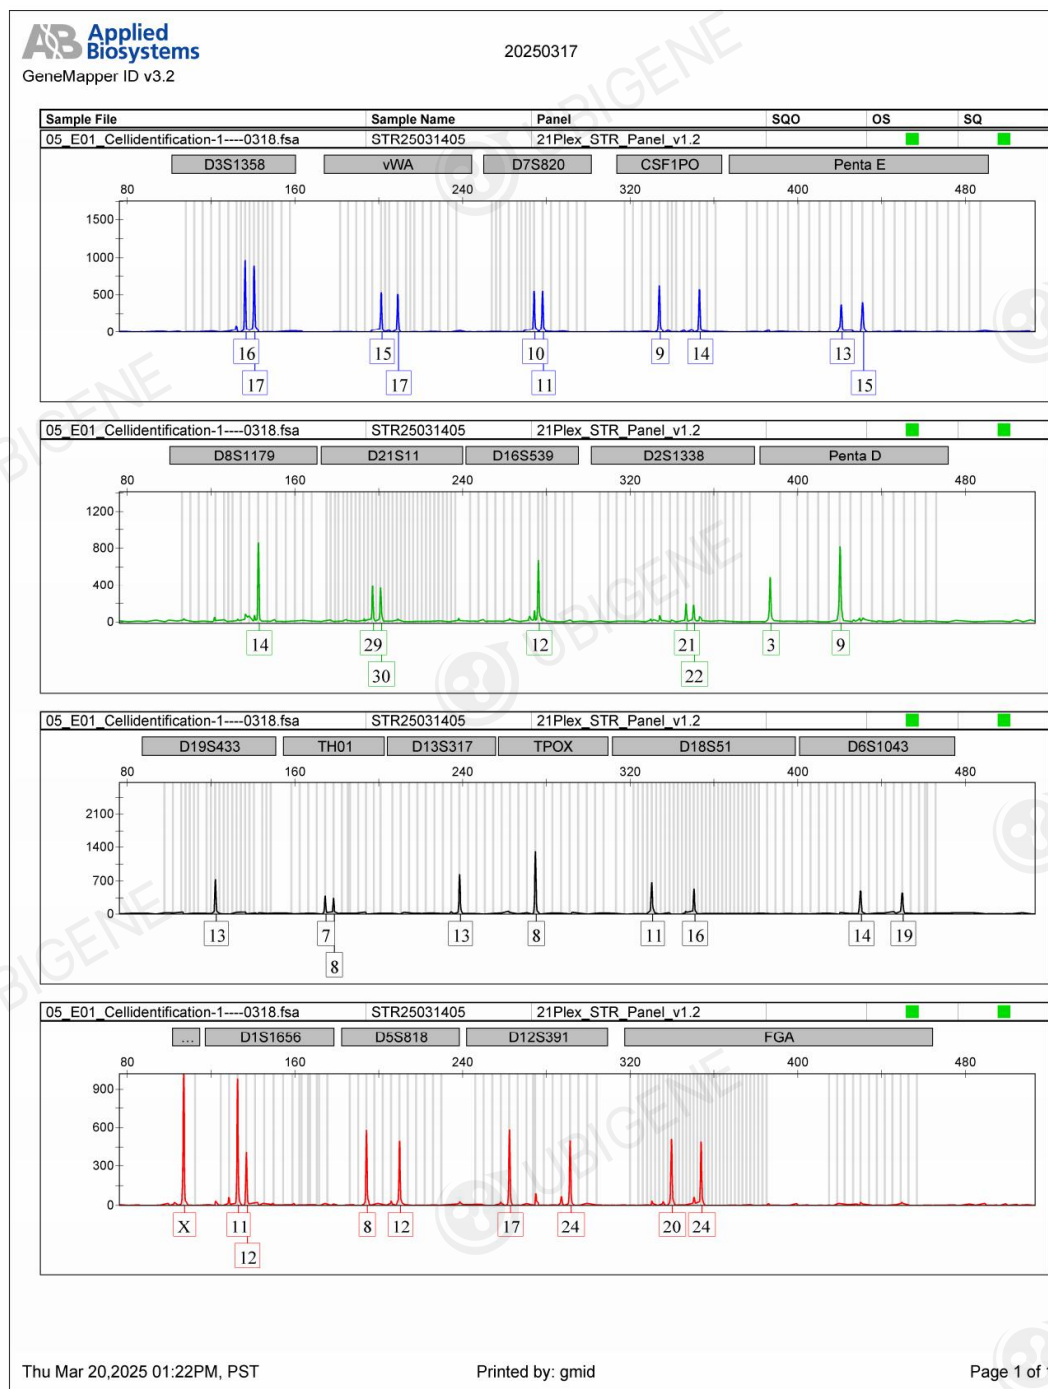 AB Applied
Biosystems
20250317
GeneMapper ID v3.2
Sample File Sample Name Panel SQO OS SQ
05_E01_Cellidentification-1----0318.fsa STR25031405 21Plex_STR_Panel_v1.2
D3S1358 vWA D7S820 CSF1PO Penta E
80 160 240 320 400 480
1500
1000
500
0
16 15 10 9 14 13
17 17 11 15
05_E01_Cellidentification-1----0318.fsa STR25031405 21Plex_STR_Panel_v1.2
D8S1179 D21S11 D16S539 D2S1338 Penta D
80 160 240 320 400 480
1200
800
400
0
14 29 12 21 3 9
30 22
05_E01_Cellidentification-1----0318.fsa STR25031405 21Plex_STR_Panel_v1.2
D19S433 TH01 D13S317 TPOX D18S51 D6S1043
80 160 240 320 400 480
2100
1400
700
0
13 7 13 8 11 16 14 19
8
05_E01_Cellidentification-1----0318.fsa STR25031405 21Plex_STR_Panel_v1.2
... D1S1656 D5S818 D12S391 FGA
80 160 240 320 400 480
900
600
300
0
X 11 8 12 17 24 20 24
12
Thu Mar 20,2025 01:22PM, PST Printed by: gmid Page 1 of 1
UBIGENE
UBIGENE
UBIGENE
UBIGENE
UBIGENE